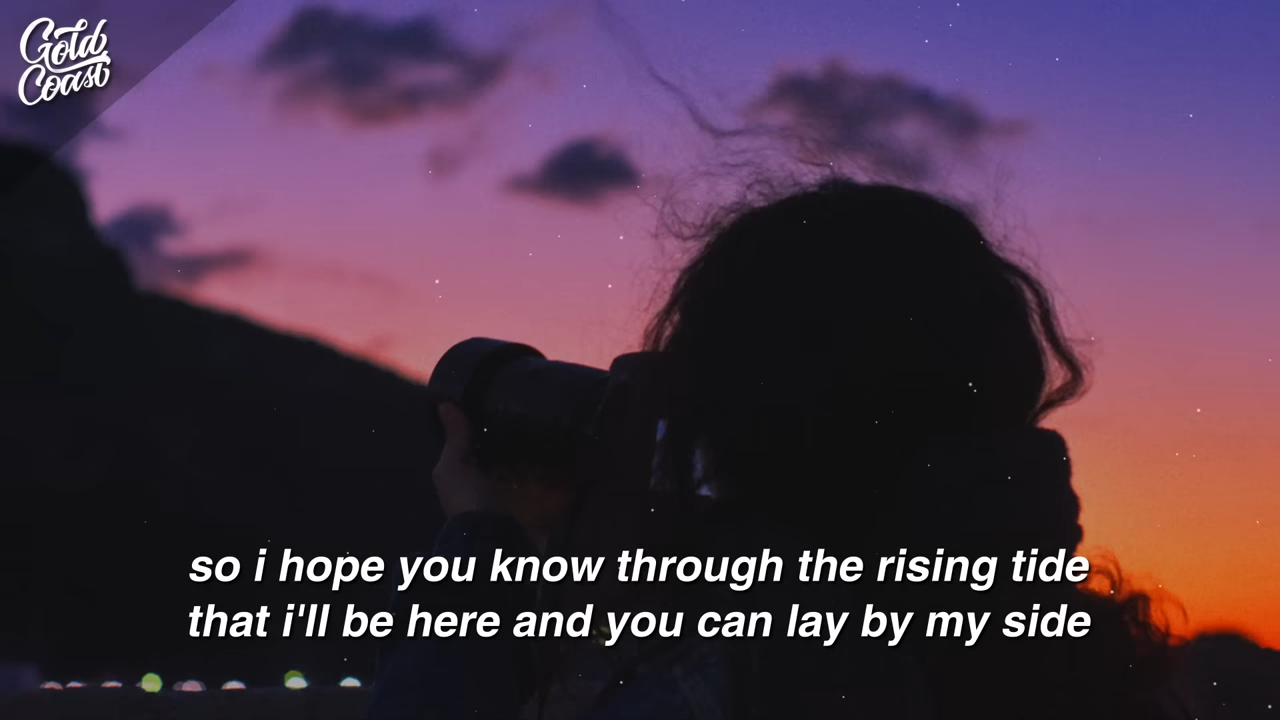 Gold
Coast
so i hope you know through the rising tide
that i'll be here and you can lay by my side